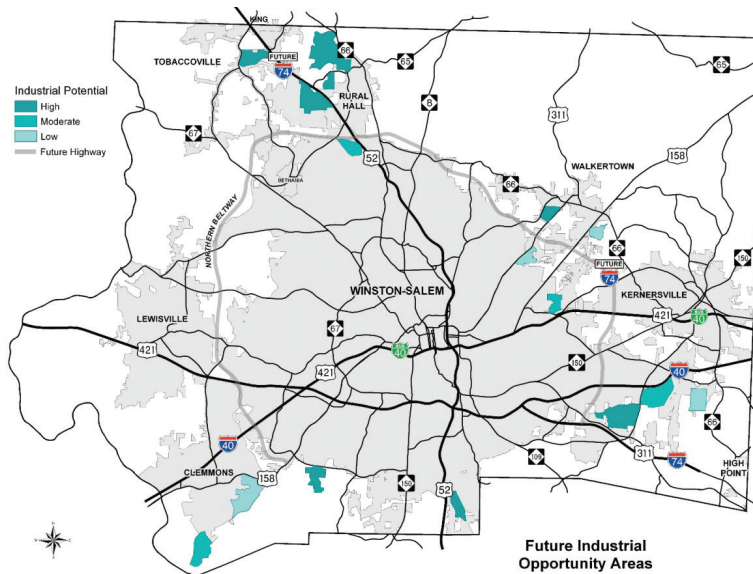 KING
TOBACCOVILLE
FUTURE
74
66
65
65
Industrial Potential
High
Moderate
Low
Future Highway
RURAL
HALL
8
311
67
52
158
WALKERTOWN
BETHANIA
66
NORTHERN BELTWAY
66
150
FUTURE
74
WINSTON-SALEM
KERNERSVILLE
LEWISVILLE
67
421
40
421
40
421
150
40
66
40
311
HIGH
POINT
74
CLEMMONS
158
150
52
109
Future Industrial
Opportunity Areas